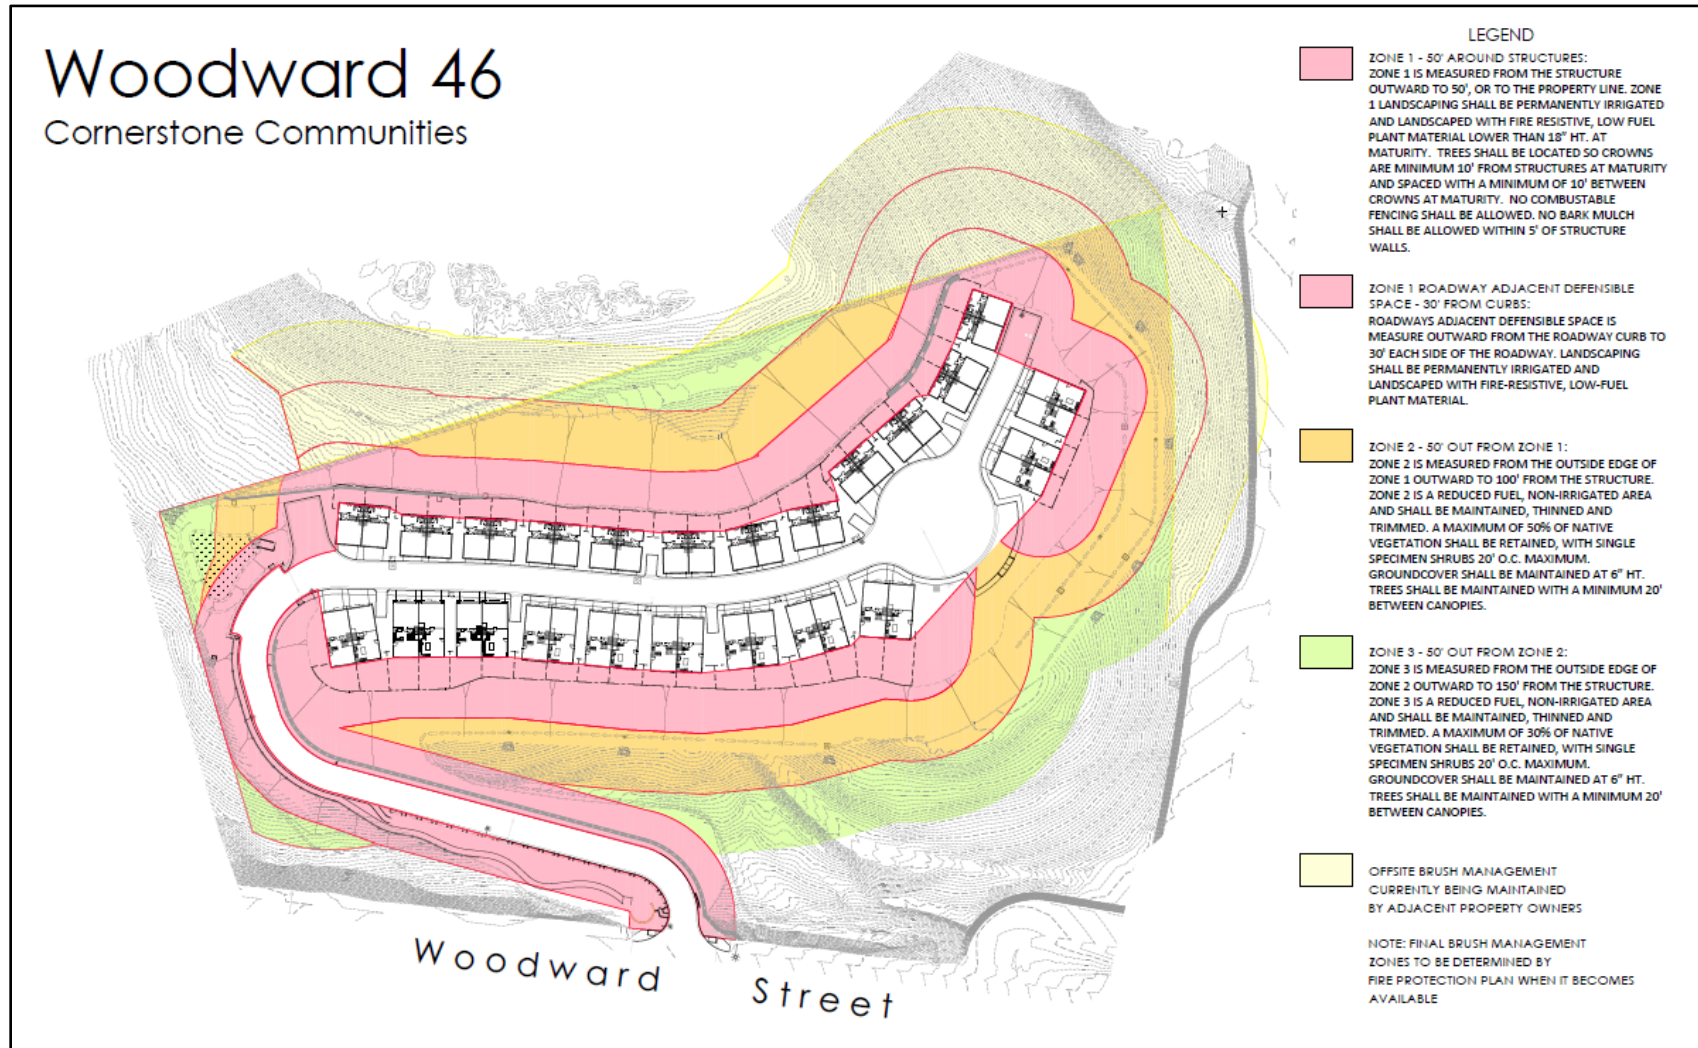 Woodward 46
Cornerstone Communities
LEGEND
ZONE 1 - 50' AROUND STRUCTURES:
ZONE 1 IS MEASURED FROM THE STRUCTURE
OUTWARD TO 50', OR TO THE PROPERTY LINE. ZONE
1 LANDSCAPING SHALL BE PERMANENTLY IRRIGATED
AND LANDSCAPED WITH FIRE RESISTIVE, LOW FUEL
PLANT MATERIAL LOWER THAN 18" HT. AT
MATURITY. TREES SHALL BE LOCATED SO CROWNS
ARE MINIMUM 10' FROM STRUCTURES AT MATURITY
AND SPACED WITH A MINIMUM OF 10' BETWEEN
CROWNS AT MATURITY. NO COMBUSTABLE
FENCING SHALL BE ALLOWED. NO BARK MULCH
SHALL BE ALLOWED WITHIN 5' OF STRUCTURE
WALLS.
ZONE 1 ROADWAY ADJACENT DEFENSIBLE
SPACE - 30' FROM CURBS:
ROADWAYS ADJACENT DEFENSIBLE SPACE IS
MEASURE OUTWARD FROM THE ROADWAY CURB TO
30' EACH SIDE OF THE ROADWAY. LANDSCAPING
SHALL BE PERMANENTLY IRRIGATED AND
LANDSCAPED WITH FIRE-RESISTIVE, LOW-FUEL
PLANT MATERIAL.
ZONE 2 - 50' OUT FROM ZONE 1:
ZONE 2 IS MEASURED FROM THE OUTSIDE EDGE OF
ZONE 1 OUTWARD TO 100' FROM THE STRUCTURE.
ZONE 2 IS A REDUCED FUEL, NON-IRRIGATED AREA
AND SHALL BE MAINTAINED, THINNED AND
TRIMMED. A MAXIMUM OF 50% OF NATIVE
VEGETATION SHALL BE RETAINED, WITH SINGLE
SPECIMEN SHRUBS 20' O.C. MAXIMUM.
GROUNDCOVER SHALL BE MAINTAINED AT 6" HT.
TREES SHALL BE MAINTAINED WITH A MINIMUM 20'
BETWEEN CANOPIES.
ZONE 3 - 50' OUT FROM ZONE 2:
ZONE 3 IS MEASURED FROM THE OUTSIDE EDGE OF
ZONE 2 OUTWARD TO 150' FROM THE STRUCTURE.
ZONE 3 IS A REDUCED FUEL, NON-IRRIGATED AREA
AND SHALL BE MAINTAINED, THINNED AND
TRIMMED. A MAXIMUM OF 30% OF NATIVE
VEGETATION SHALL BE RETAINED, WITH SINGLE
SPECIMEN SHRUBS 20' O.C. MAXIMUM.
GROUNDCOVER SHALL BE MAINTAINED AT 6" HT.
TREES SHALL BE MAINTAINED WITH A MINIMUM 20'
BETWEEN CANOPIES.
OFFSITE BRUSH MANAGEMENT
CURRENTLY BEING MAINTAINED
BY ADJACENT PROPERTY OWNERS
NOTE: FINAL BRUSH MANAGEMENT
ZONES TO BE DETERMINED BY
FIRE PROTECTION PLAN WHEN IT BECOMES
AVAILABLE
Woodward Street